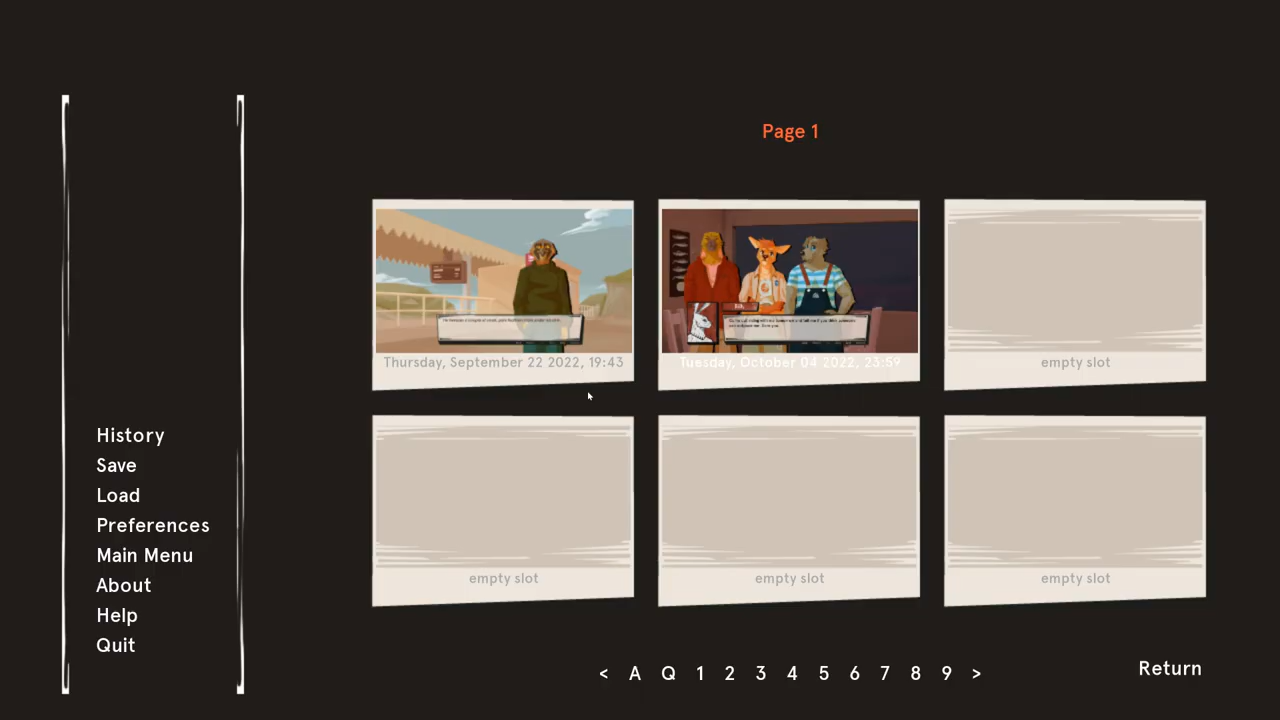 Page 1
Thursday, September 22 2022, 19:43
Tuesday, October 04 2022, 23:59
empty slot
empty slot
empty slot
empty slot
History
Save
Load
Preferences
Main Menu
About
Help
Quit
< A Q 1 2 3 4 5 6 7 8 9 >
Return